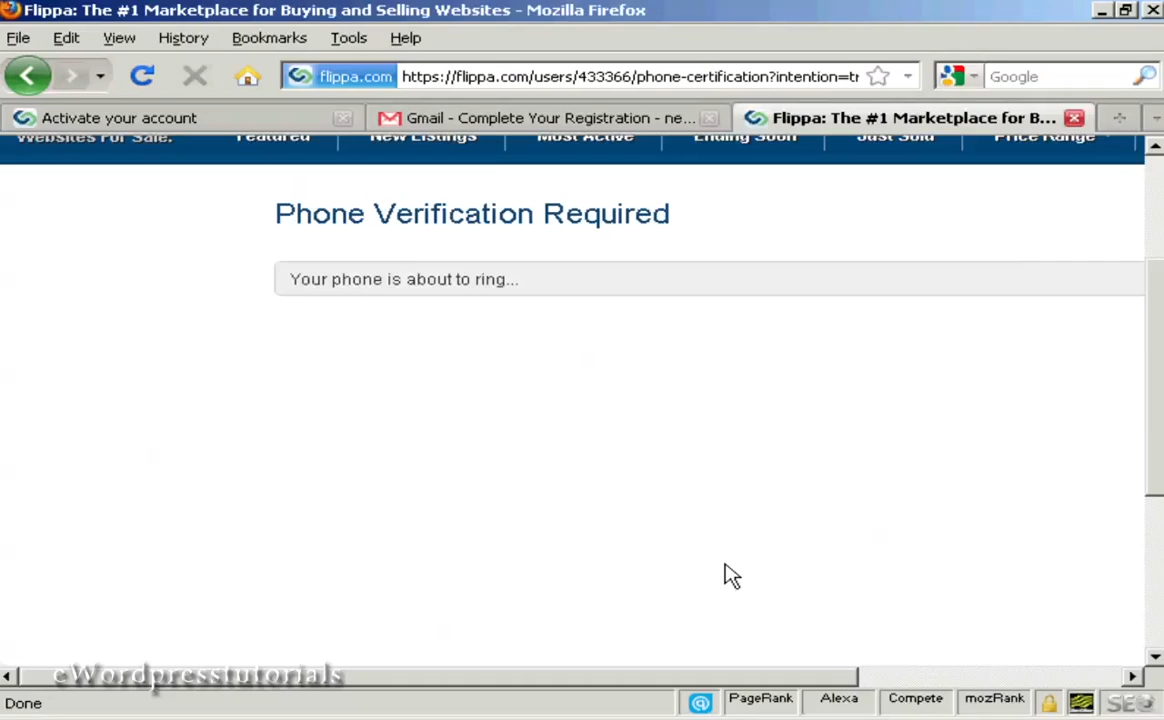 Flippa: The #1 Marketplace for Buying and Selling Websites - Mozilla Firefox
File Edit View History Bookmarks Tools Help
flippa.com https://flippa.com/users/433366/phone-certification?intention=tr Google
Activate your account Gmail - Complete Your Registration - ne... Flippa: The #1 Marketplace for B...
Websites For Sale. Featured New Listings Most Active Ending Soon Just Sold Price Range
Phone Verification Required
Your phone is about to ring...
eWordpresstutorials
Done PageRank Alexa Compete mozRank SEO